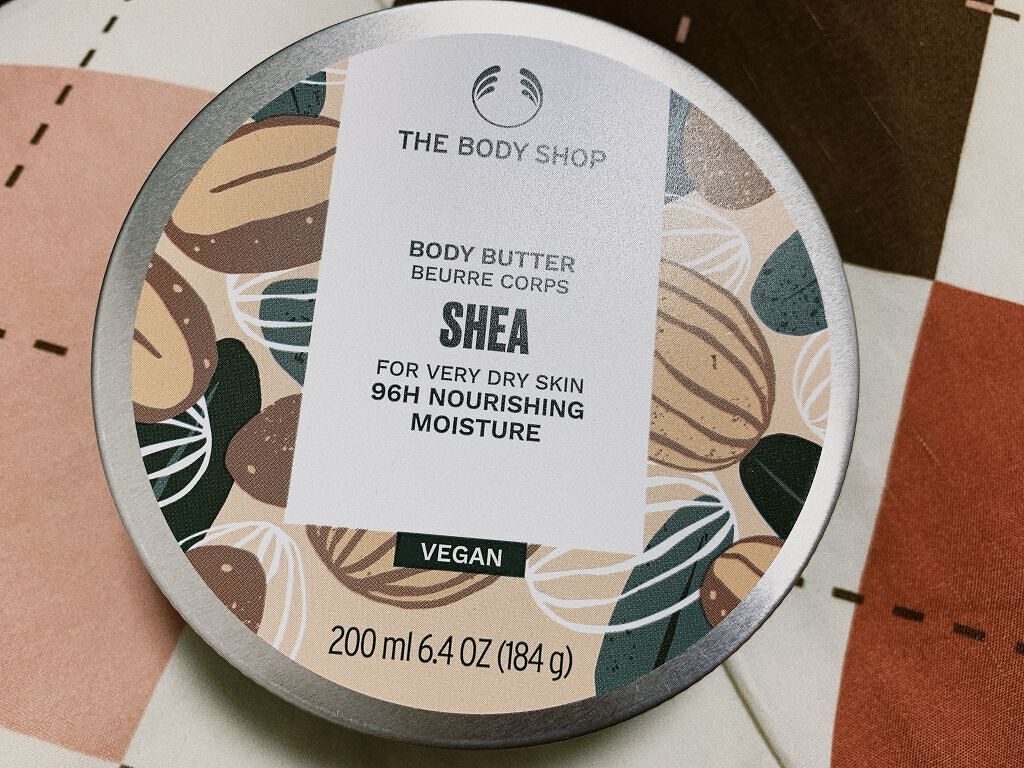 THE BODY SHOP
BODY BUTTER
BEURRE CORPS
SHEA
FOR VERY DRY SKIN
96H NOURISHING
MOISTURE
VEGAN
200 ml 6.4 OZ (184 g)